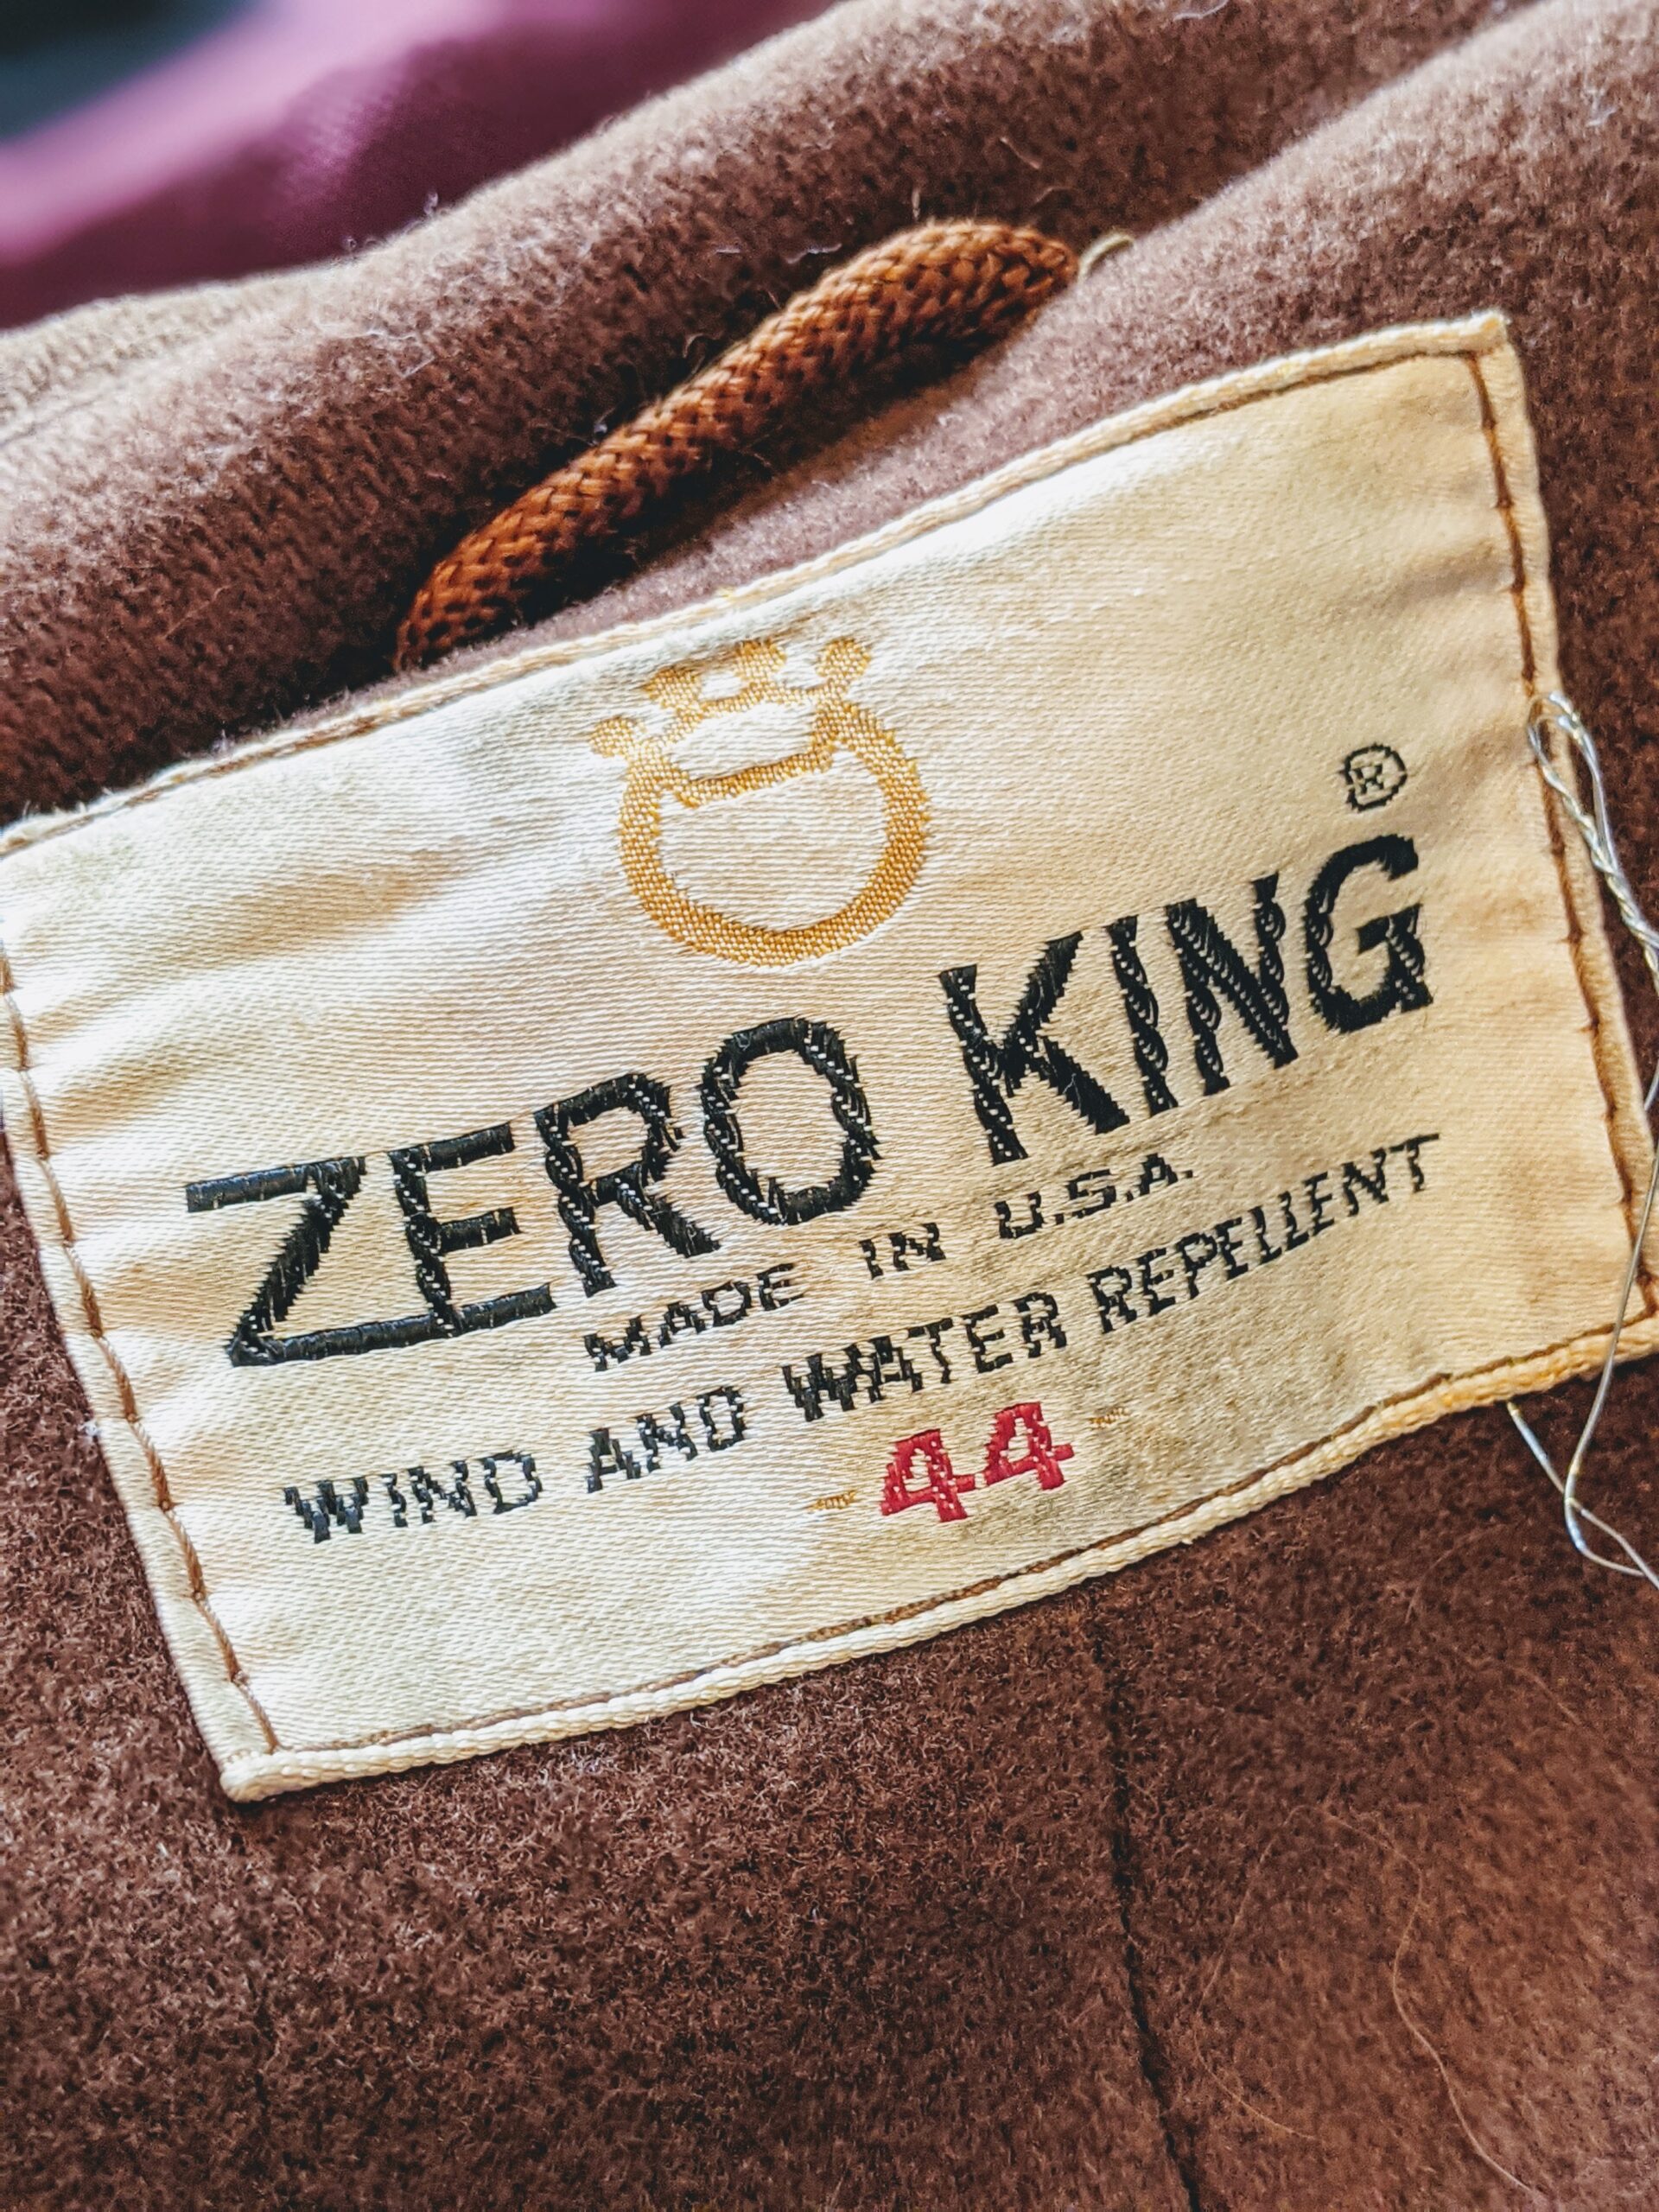 ZERO KING ®
MADE IN U.S.A.
WIND AND WATER REPELLENT
44